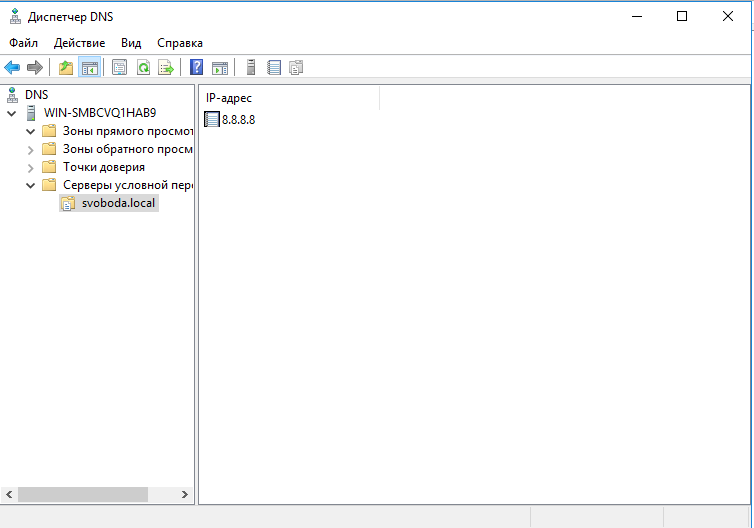 Диспетчер DNS
Файл Действие Вид Справка
DNS
WIN-SMBCVQ1HAB9
Зоны прямого просмот
Зоны обратного просм
Точки доверия
Серверы условной пере
svoboda.local
IP-адрес
8.8.8.8